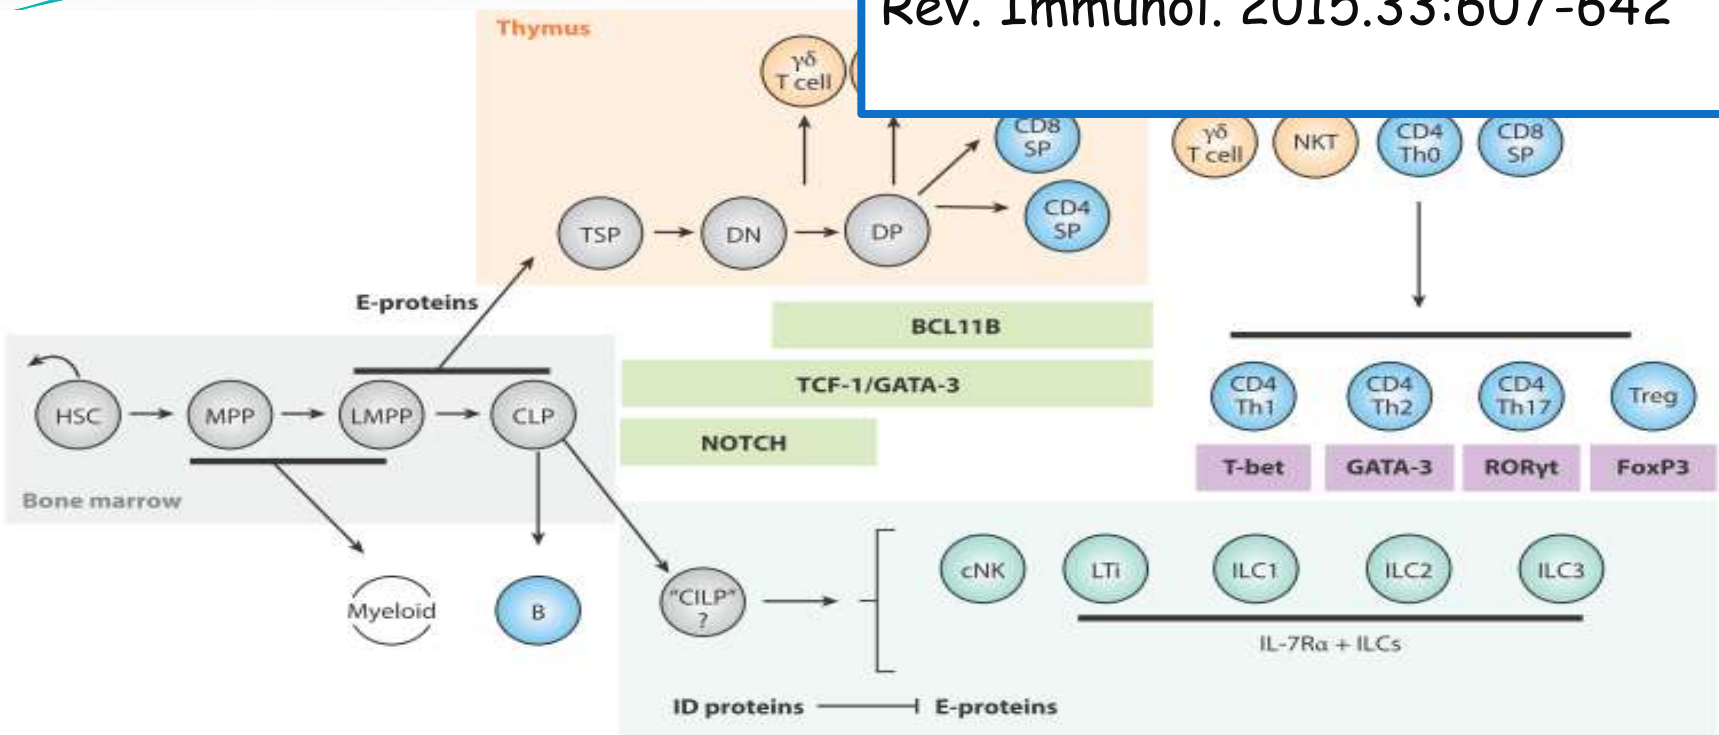 Rev. Immunol. 2015.33:607-642
Thymus
γδ
T cell
CD8
SP
γδ
T cell
NKT
CD4
Th0
CD8
SP
TSP
DN
DP
CD4
SP
E-proteins
BCL11B
TCF-1/GATA-3
NOTCH
HSC
MPP
LMPP
CLP
Bone marrow
CD4
Th1
CD4
Th2
CD4
Th17
Treg
T-bet
GATA-3
RORγt
FoxP3
Myeloid
B
"CILP"
?
cNK
LTi
ILC1
ILC2
ILC3
IL-7Rα + ILCs
ID proteins
E-proteins